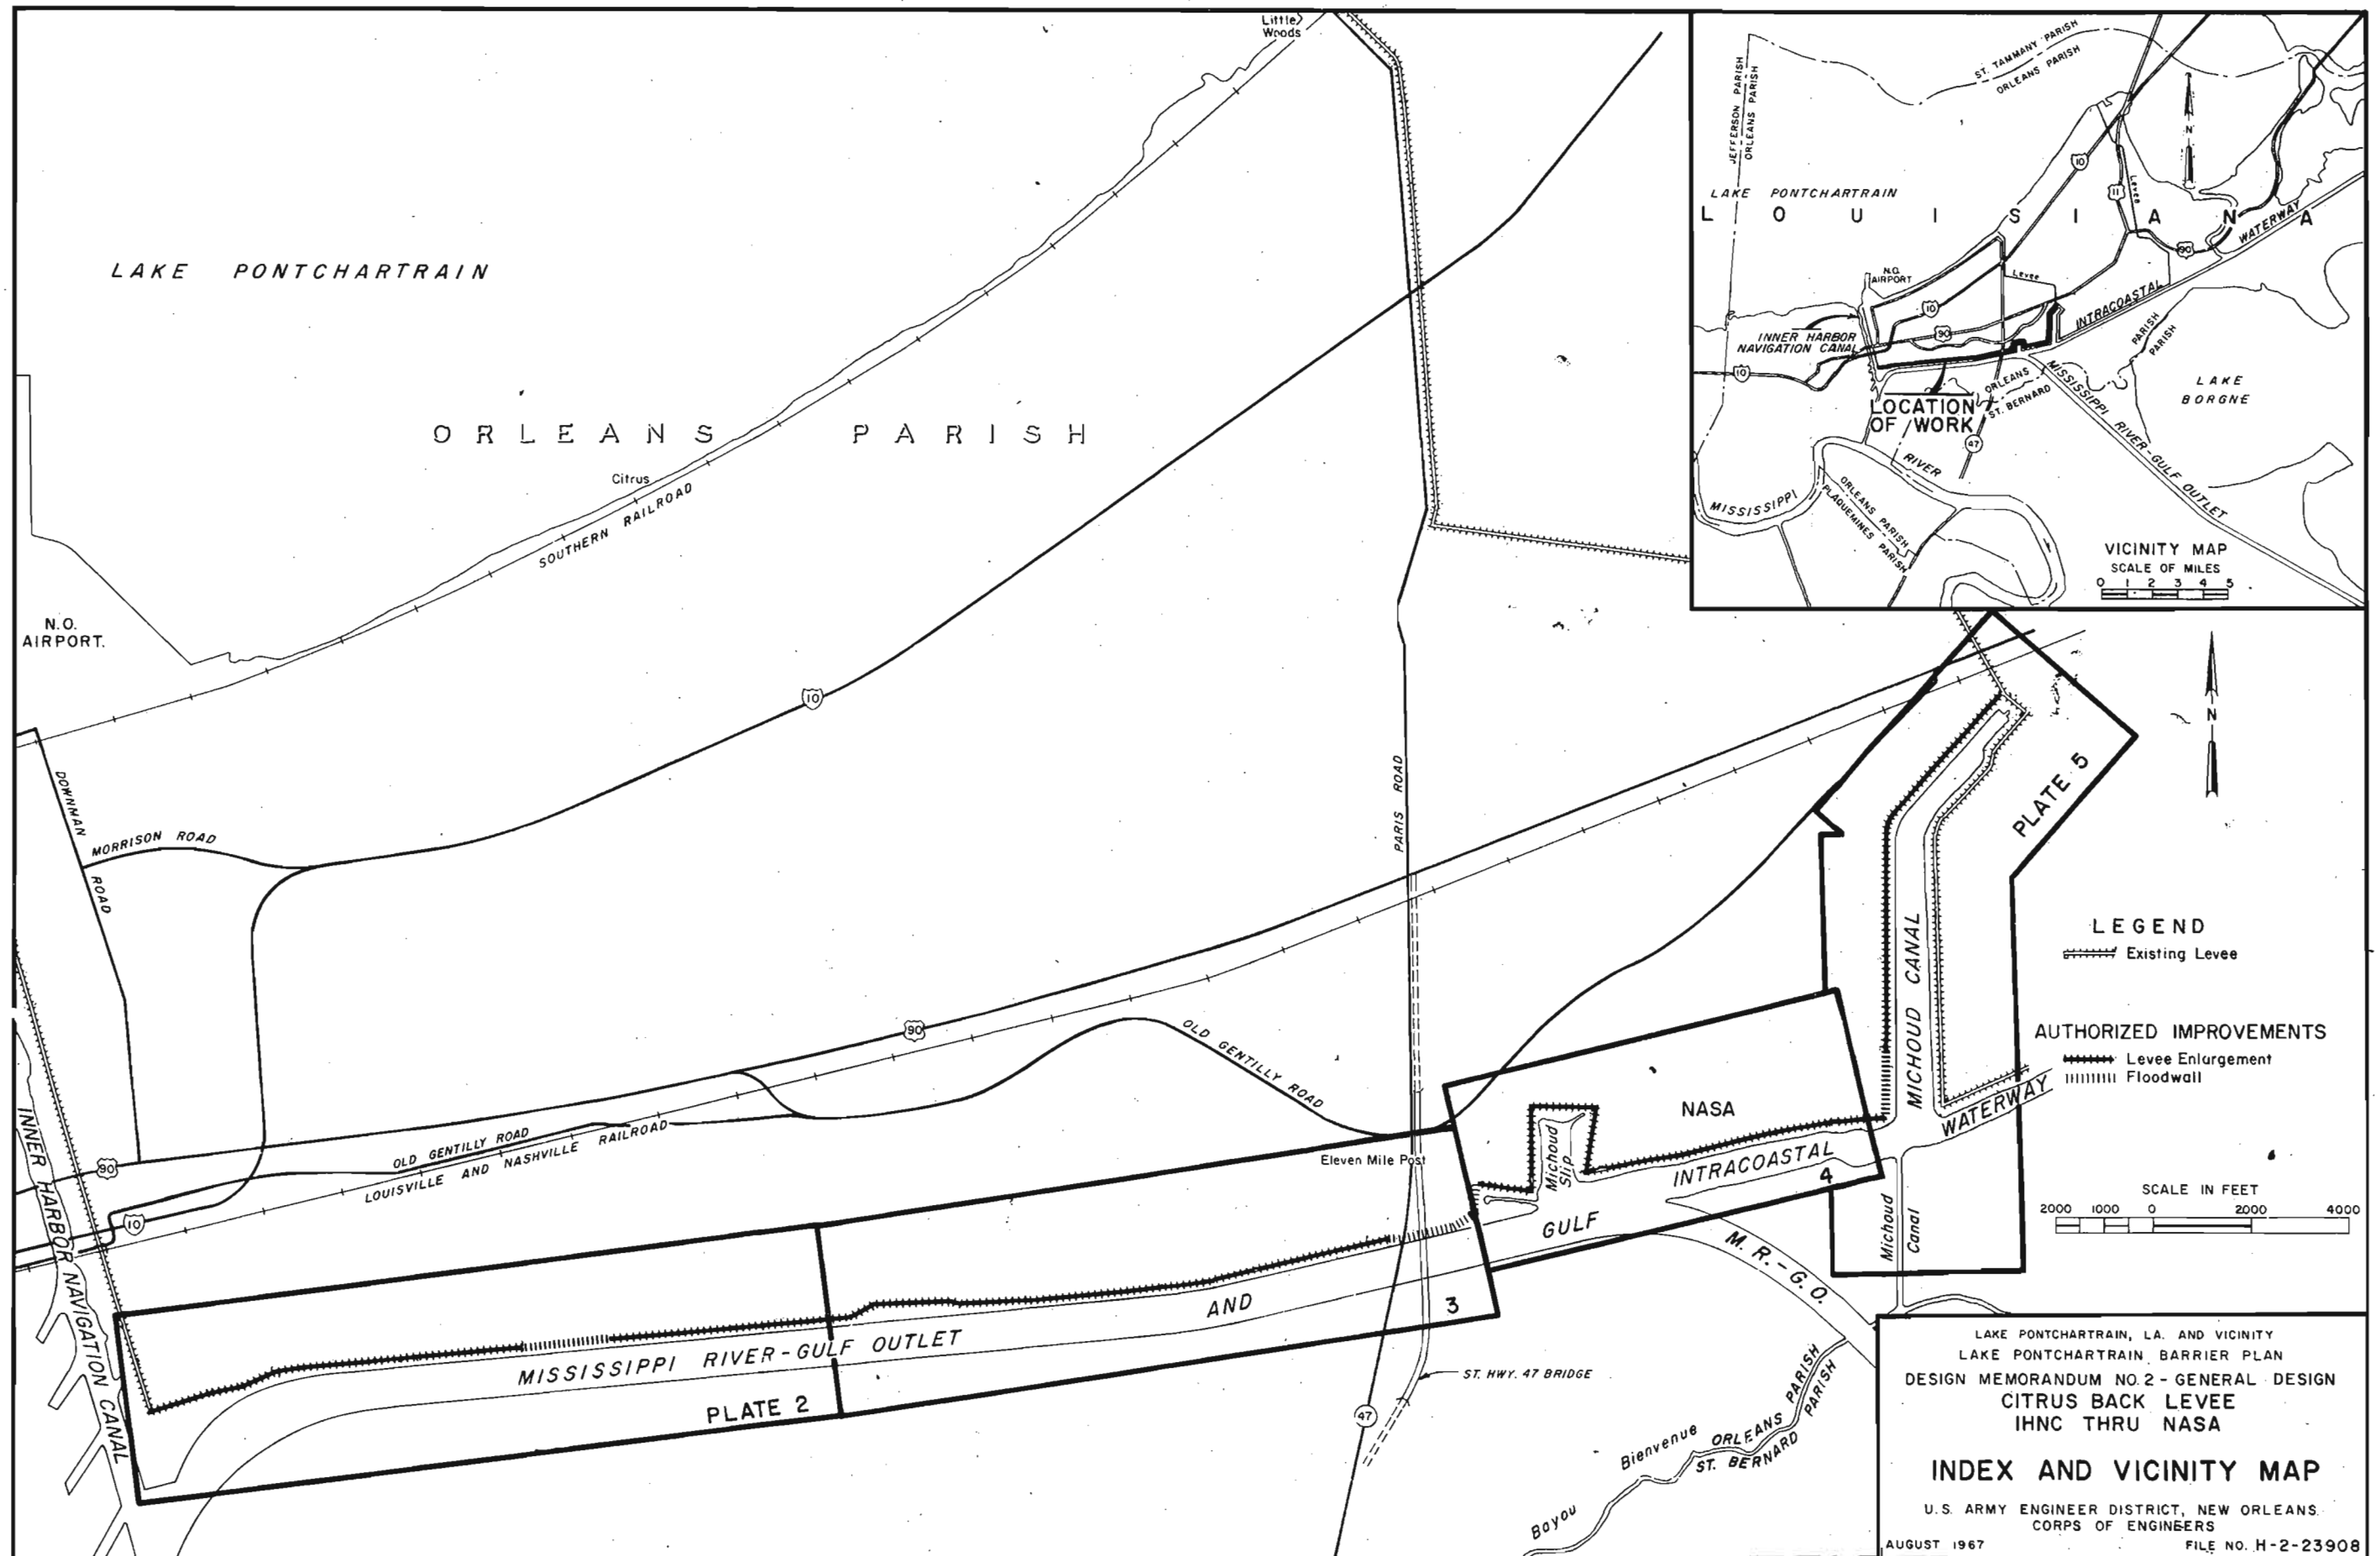 Little
Woods
LAKE PONTCHARTRAIN
ORLEANS PARISH
Citrus
SOUTHERN RAILROAD
N.O.
AIRPORT.
10
DOWNMAN ROAD
MORRISON ROAD
PARIS ROAD
90
OLD GENTILLY ROAD
90
OLD GENTILLY ROAD
LOUISVILLE AND NASHVILLE RAILROAD
10
INNER HARBOR NAVIGATION CANAL
Eleven Mile Post
NASA
Michoud
Slip
INTRACOASTAL
WATERWAY
4
GULF
AND
3
MISSISSIPPI RIVER-GULF OUTLET
PLATE 2
M. R. - G. O.
MICHOUD CANAL
PLATE 5
Michoud
Canal
ST. HWY. 47 BRIDGE
47
Bayou Bienvenue
ORLEANS PARISH
ST. BERNARD PARISH
ST. TAMMANY PARISH
ORLEANS PARISH
JEFFERSON PARISH
ORLEANS PARISH
N
10
11
Levee
LAKE PONTCHARTRAIN
LOUISIANA
WATERWAY
90
N.O.
AIRPORT
Levee
10
INTRACOASTAL
90
INNER HARBOR
NAVIGATION CANAL
PARISH
PARISH
10
ORLEANS
ST. BERNARD
LAKE
BORGNE
LOCATION
OF WORK
47
MISSISSIPPI RIVER-GULF OUTLET
RIVER
MISSISSIPPI
ORLEANS PARISH
PLAQUEMINES PARISH
VICINITY MAP
SCALE OF MILES
0 1 2 3 4 5
N
LEGEND
Existing Levee
AUTHORIZED IMPROVEMENTS
Levee Enlargement
Floodwall
SCALE IN FEET
2000 1000 0 2000 4000
LAKE PONTCHARTRAIN, LA. AND VICINITY
LAKE PONTCHARTRAIN BARRIER PLAN
DESIGN MEMORANDUM NO. 2 - GENERAL DESIGN
CITRUS BACK LEVEE
IHNC THRU NASA
INDEX AND VICINITY MAP
U.S. ARMY ENGINEER DISTRICT, NEW ORLEANS
CORPS OF ENGINEERS
AUGUST 1967 FILE NO. H-2-23908